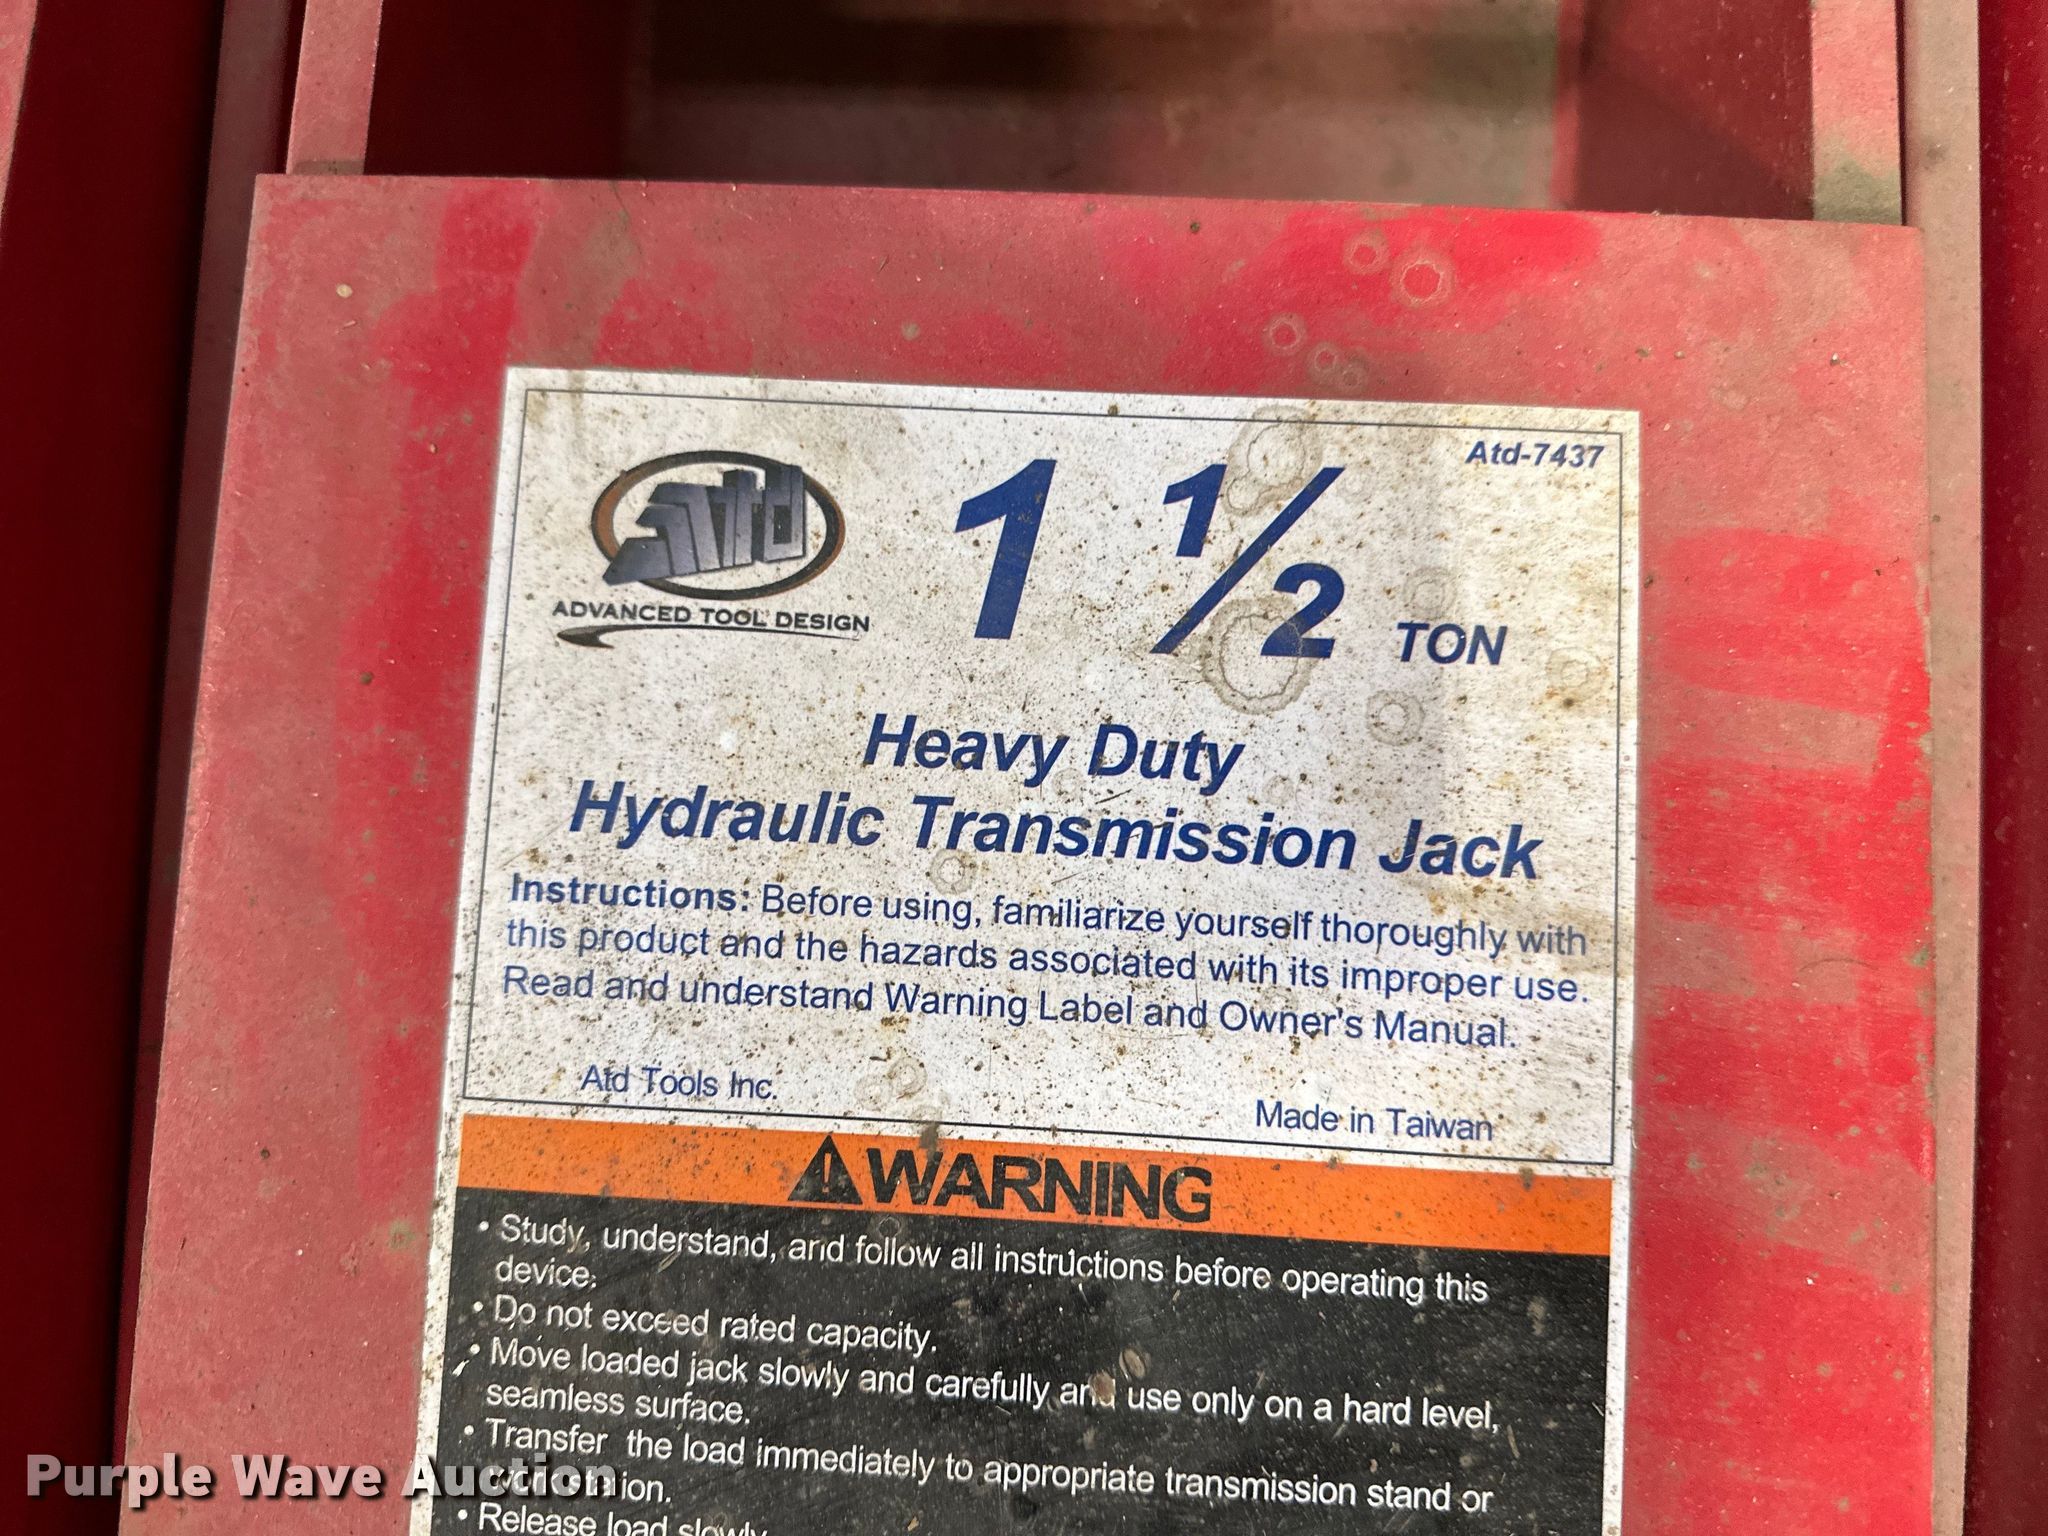 Atd-7437
Atd
ADVANCED TOOL DESIGN
1 ½ TON
Heavy Duty
Hydraulic Transmission Jack
Instructions: Before using, familiarize yourself thoroughly with
this product and the hazards associated with its improper use.
Read and understand Warning Label and Owner's Manual.
Atd Tools Inc.
Made in Taiwan
WARNING
• Study, understand, and follow all instructions before operating this
device.
• Do not exceed rated capacity.
• Move loaded jack slowly and carefully and use only on a hard level,
seamless surface.
• Transfer the load immediately to appropriate transmission stand or
workstation.
• Release load slowly.
Purple Wave Auction